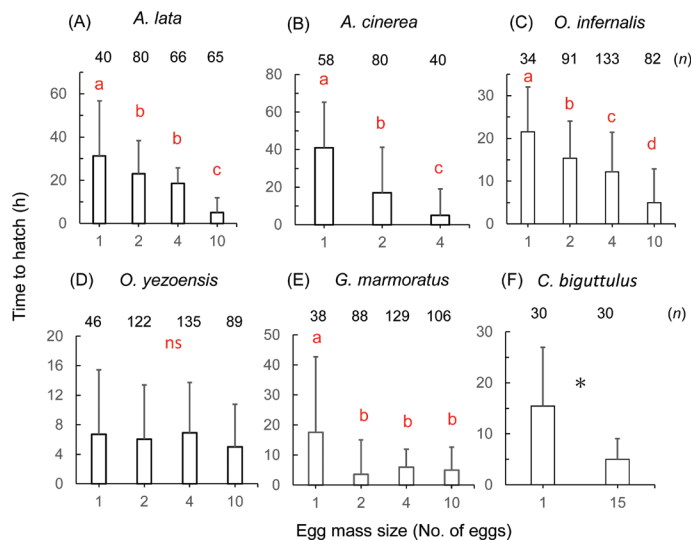 (A) A. lata
40 80 66 65
a
b
b
c
60
40
20
0
1 2 4 10
(B) A. cinerea
58 80 40
a
b
c
80
60
40
20
0
1 2 4
(C) O. infernalis
34 91 133 82 (n)
a
b
c
d
30
20
10
0
1 2 4 10
Time to hatch (h)
(D) O. yezoensis
46 122 135 89
ns
20
16
12
8
4
0
1 2 4 10
(E) G. marmoratus
38 88 129 106
a
b
b
b
50
40
30
20
10
0
1 2 4 10
(F) C. biguttulus
30 30 (n)
*
30
20
10
0
1 15
Egg mass size (No. of eggs)